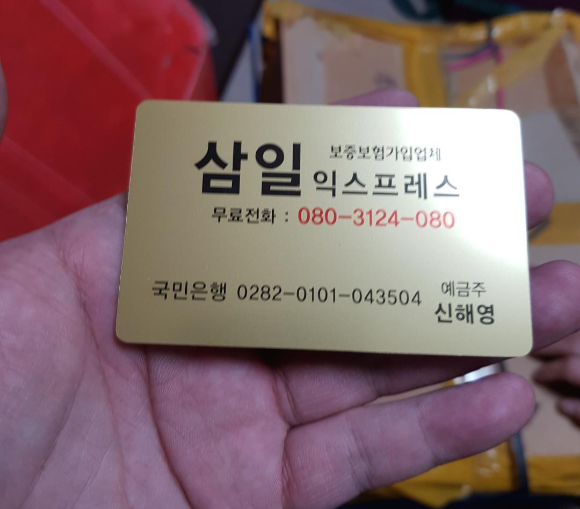 보증보험가입업체
삼일 익스프레스
무료전화 : 080-3124-080
국민은행 0282-0101-043504 예금주
신해영